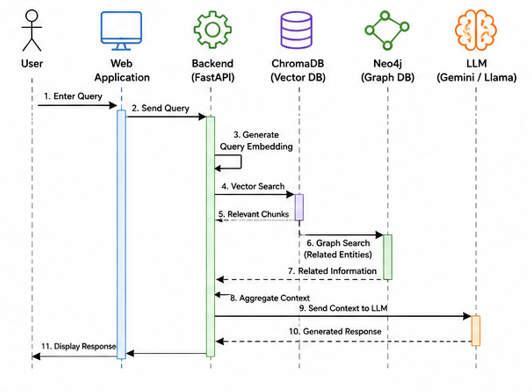 User
Web
Application
Backend
(FastAPI)
ChromaDB
(Vector DB)
Neo4j
(Graph DB)
LLM
(Gemini / Llama)
1. Enter Query
2. Send Query
3. Generate
Query Embedding
4. Vector Search
5. Relevant Chunks
6. Graph Search
(Related Entities)
7. Related Information
8. Aggregate Context
9. Send Context to LLM
10. Generated Response
11. Display Response